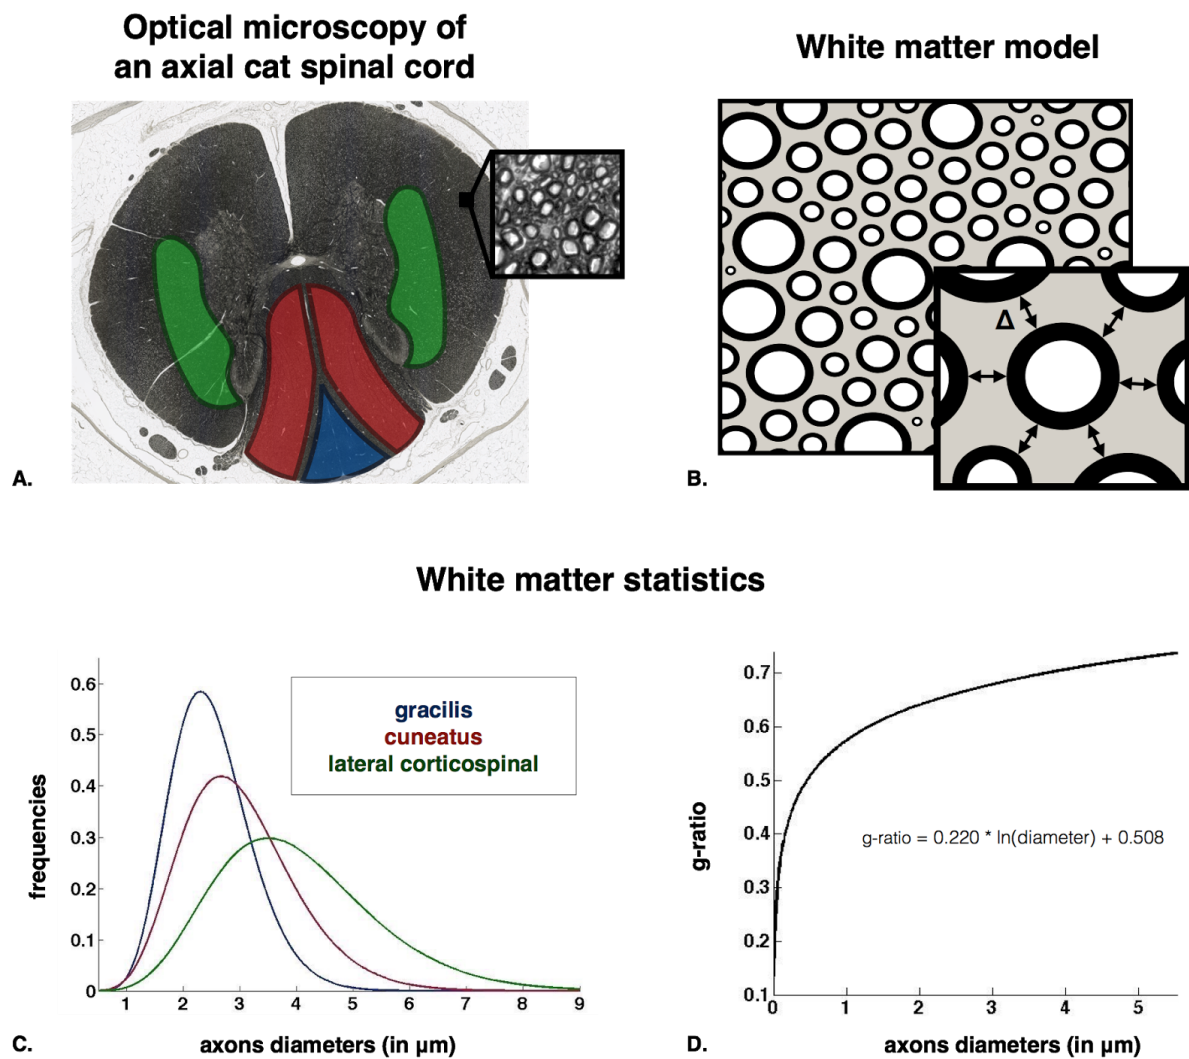 Optical microscopy of
an axial cat spinal cord
White matter model
Δ
A.
B.
White matter statistics
0.6
0.5
0.4
0.3
0.2
0.1
0
1 2 3 4 5 6 7 8 9
frequencies
gracilis
cuneatus
lateral corticospinal
axons diameters (in µm)
C.
0.7
0.6
0.5
0.4
0.3
0.2
0.1
0 1 2 3 4 5
g-ratio
g-ratio = 0.220 * ln(diameter) + 0.508
axons diameters (in µm)
D.